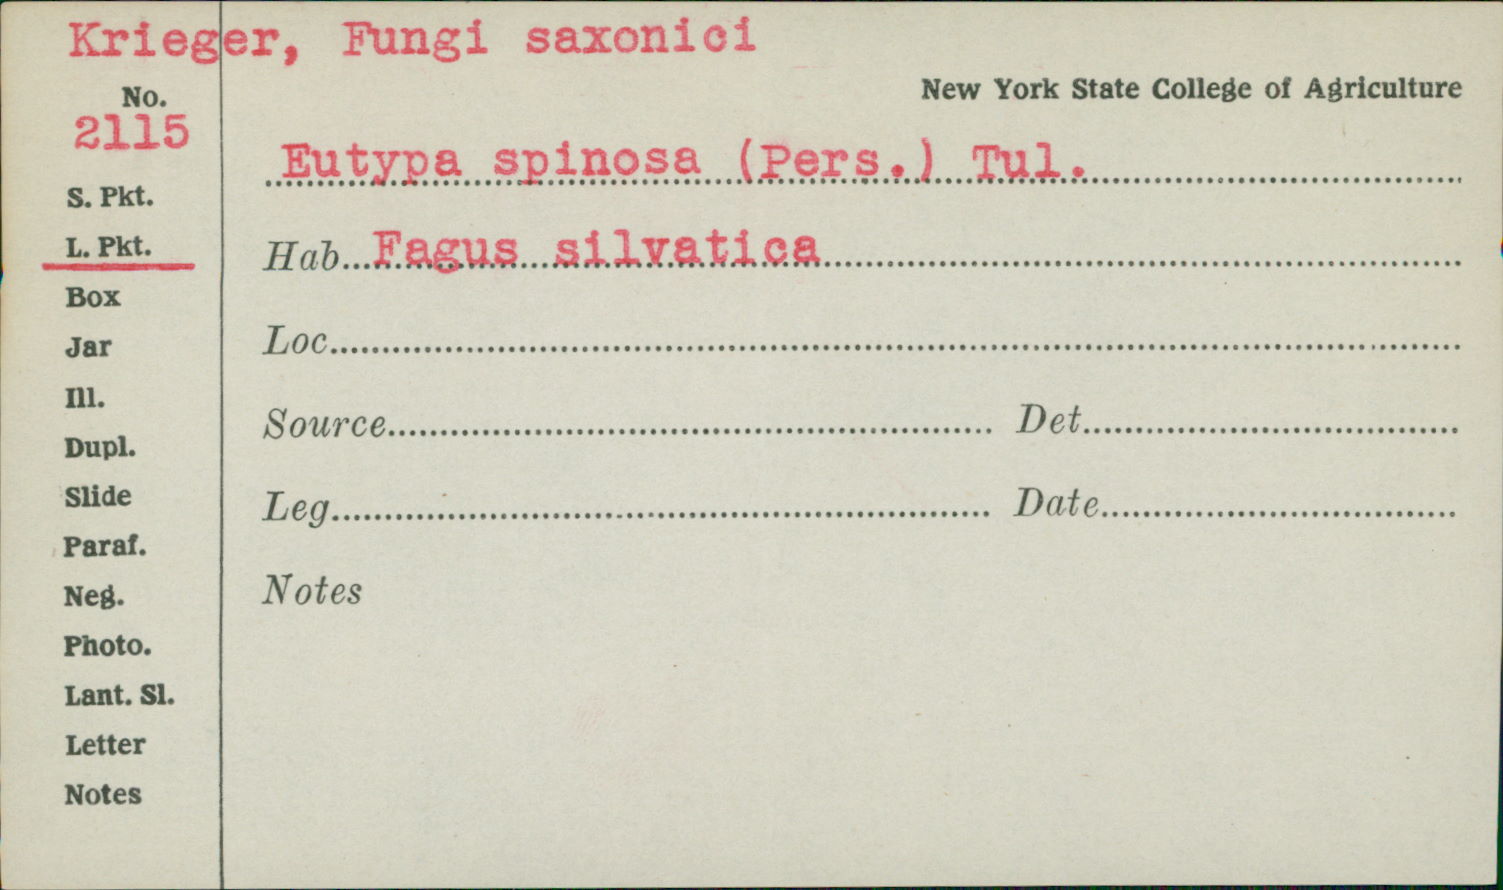 Krieger, Fungi saxonici
New York State College of Agriculture
No.
2115
Eutypa spinosa (Pers.) Tul.
S. Pkt.
L. Pkt.
Hab. Fagus silvatica
Box
Jar
Loc.
Ill.
Source Det.
Dupl.
Slide
Leg. Date
Paraf.
Neg.
Notes
Photo.
Lant. Sl.
Letter
Notes